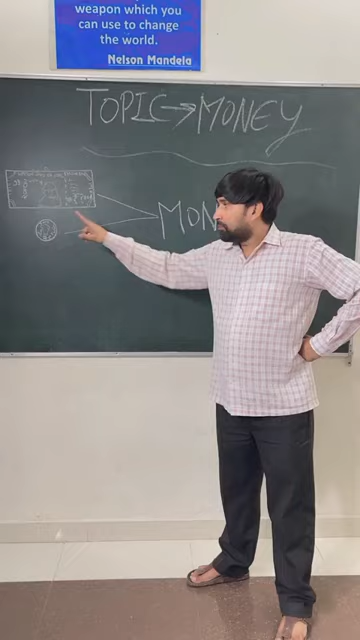 weapon which you
can use to change
the world.
Nelson Mandela
TOPIC → MONEY
MON